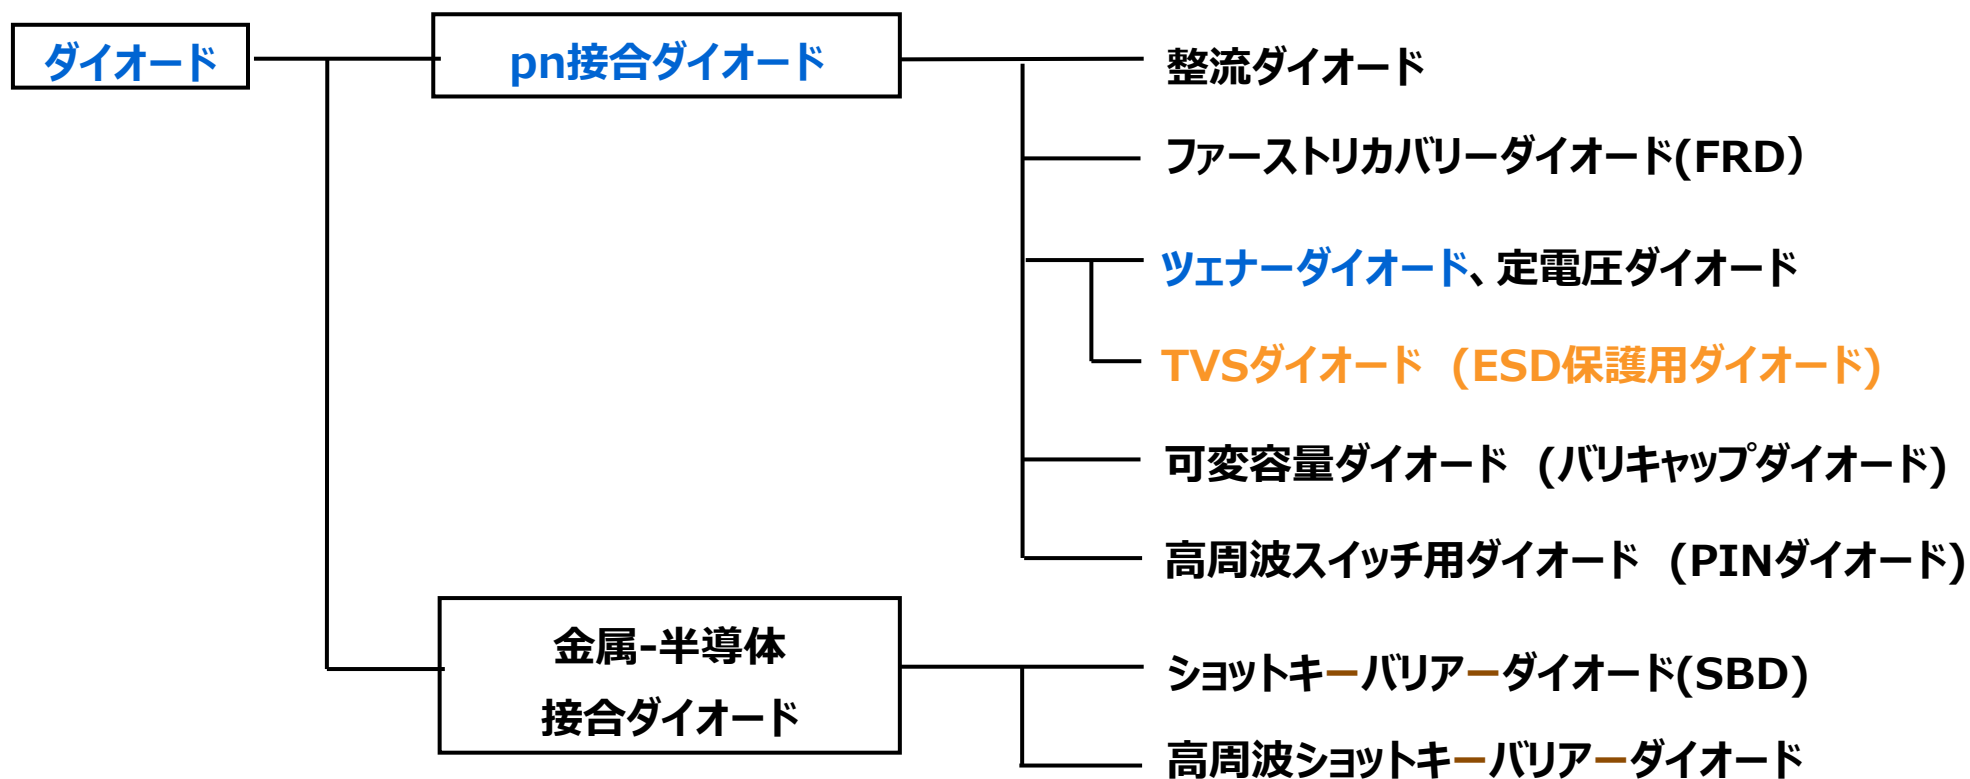 ダイオード
pn接合ダイオード
整流ダイオード
ファーストリカバリーダイオード(FRD）
ツェナーダイオード、定電圧ダイオード
TVSダイオード (ESD保護用ダイオード)
可変容量ダイオード (バリキャップダイオード)
高周波スイッチ用ダイオード (PINダイオード)
金属-半導体
接合ダイオード
ショットキーバリアーダイオード(SBD)
高周波ショットキーバリアーダイオード